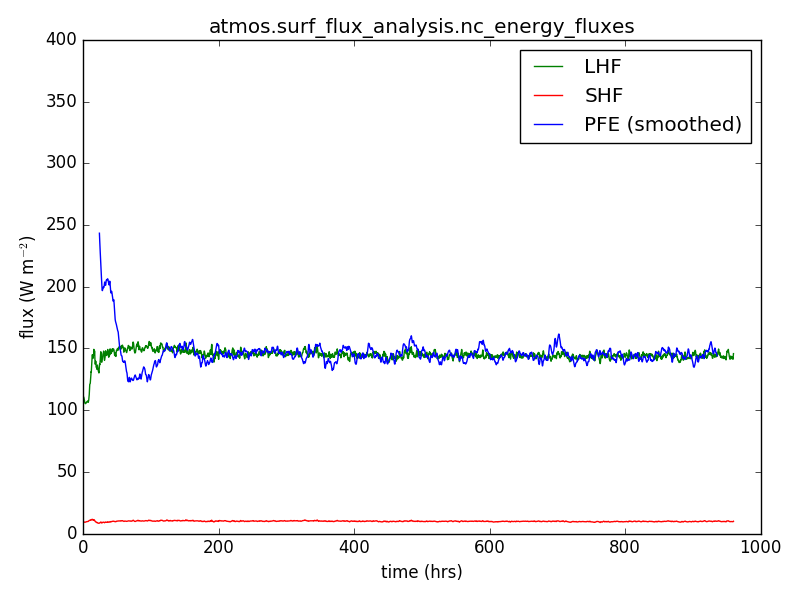 atmos.surf_flux_analysis.nc_energy_fluxes
400
350
300
250
200
150
100
50
0
flux (W m⁻²)
LHF
SHF
PFE (smoothed)
0 200 400 600 800 1000
time (hrs)